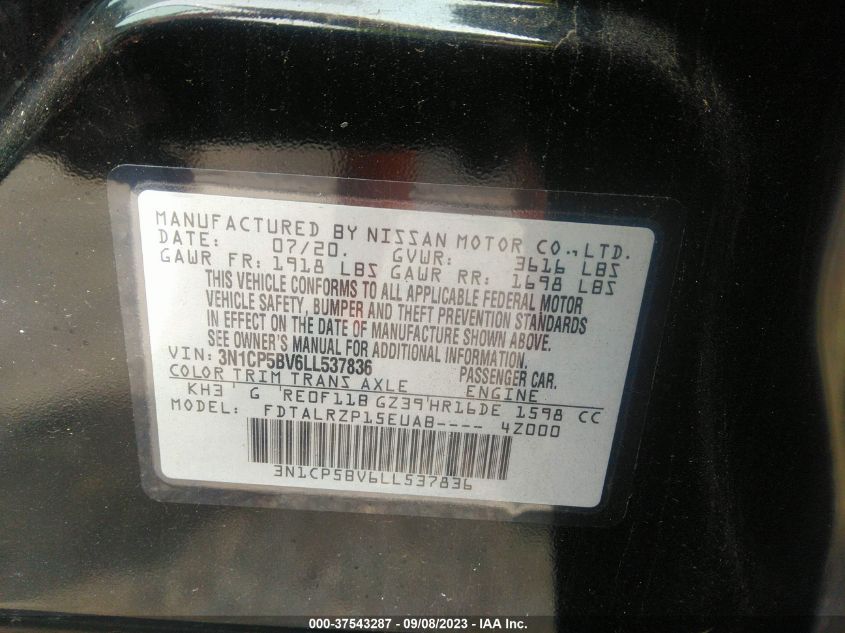 MANUFACTURED BY NISSAN MOTOR CO., LTD.
DATE: 07/20. GVWR: 3616 LBS
GAWR FR: 1918 LBS GAWR RR: 1698 LBS
THIS VEHICLE CONFORMS TO ALL APPLICABLE FEDERAL MOTOR
VEHICLE SAFETY, BUMPER AND THEFT PREVENTION STANDARDS
IN EFFECT ON THE DATE OF MANUFACTURE SHOWN ABOVE.
SEE OWNER'S MANUAL FOR ADDITIONAL INFORMATION.
VIN: 3N1CP5BV6LL537836 PASSENGER CAR.
COLOR TRIM TRANS AXLE ENGINE
KH3 ' G ' RE0F11B GZ39'HR16DE 1598 CC
MODEL: FDTALRZP15EUAB---- 4Z000
3N1CP5BV6LL537836
000-37543287 - 09/08/2023 - IAA Inc.